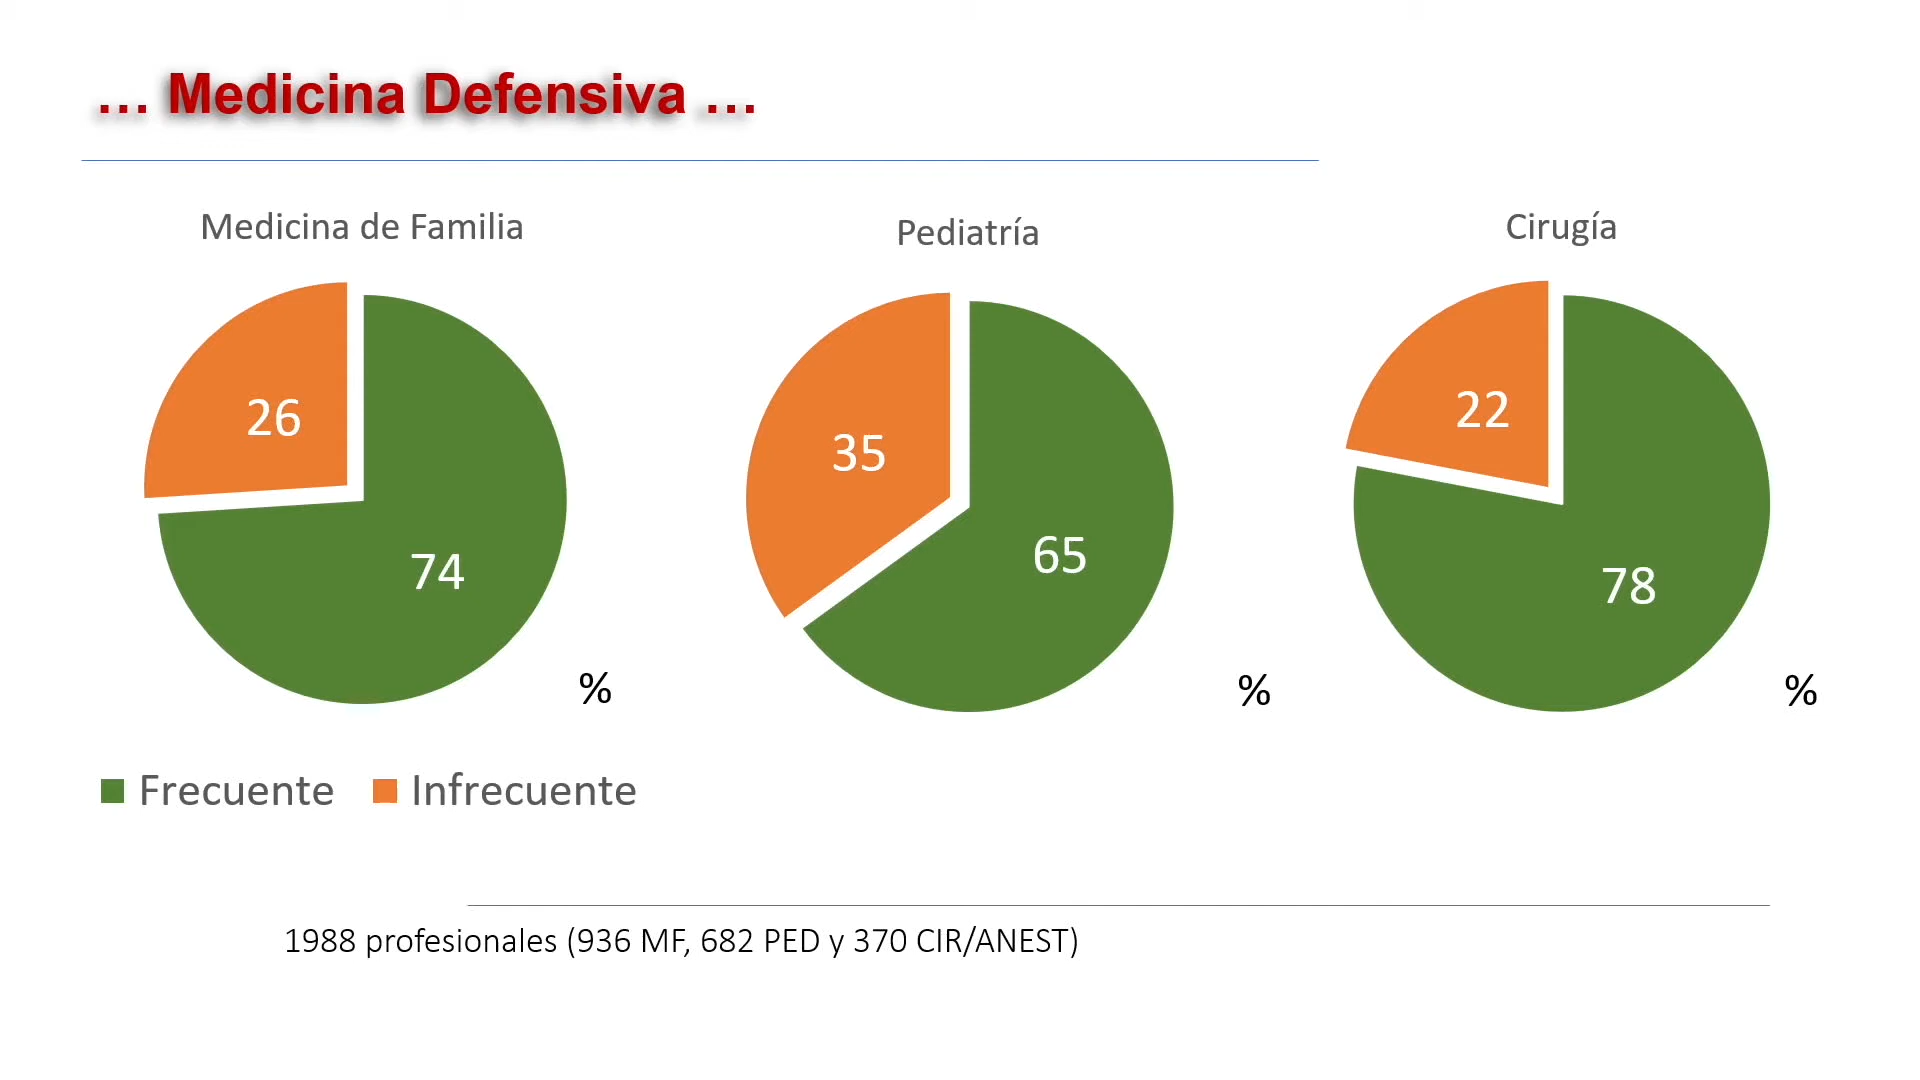 … Medicina Defensiva …
Medicina de Familia
Pediatría
Cirugía
26
74
%
35
65
%
22
78
%
Frecuente
Infrecuente
1988 profesionales (936 MF, 682 PED y 370 CIR/ANEST)